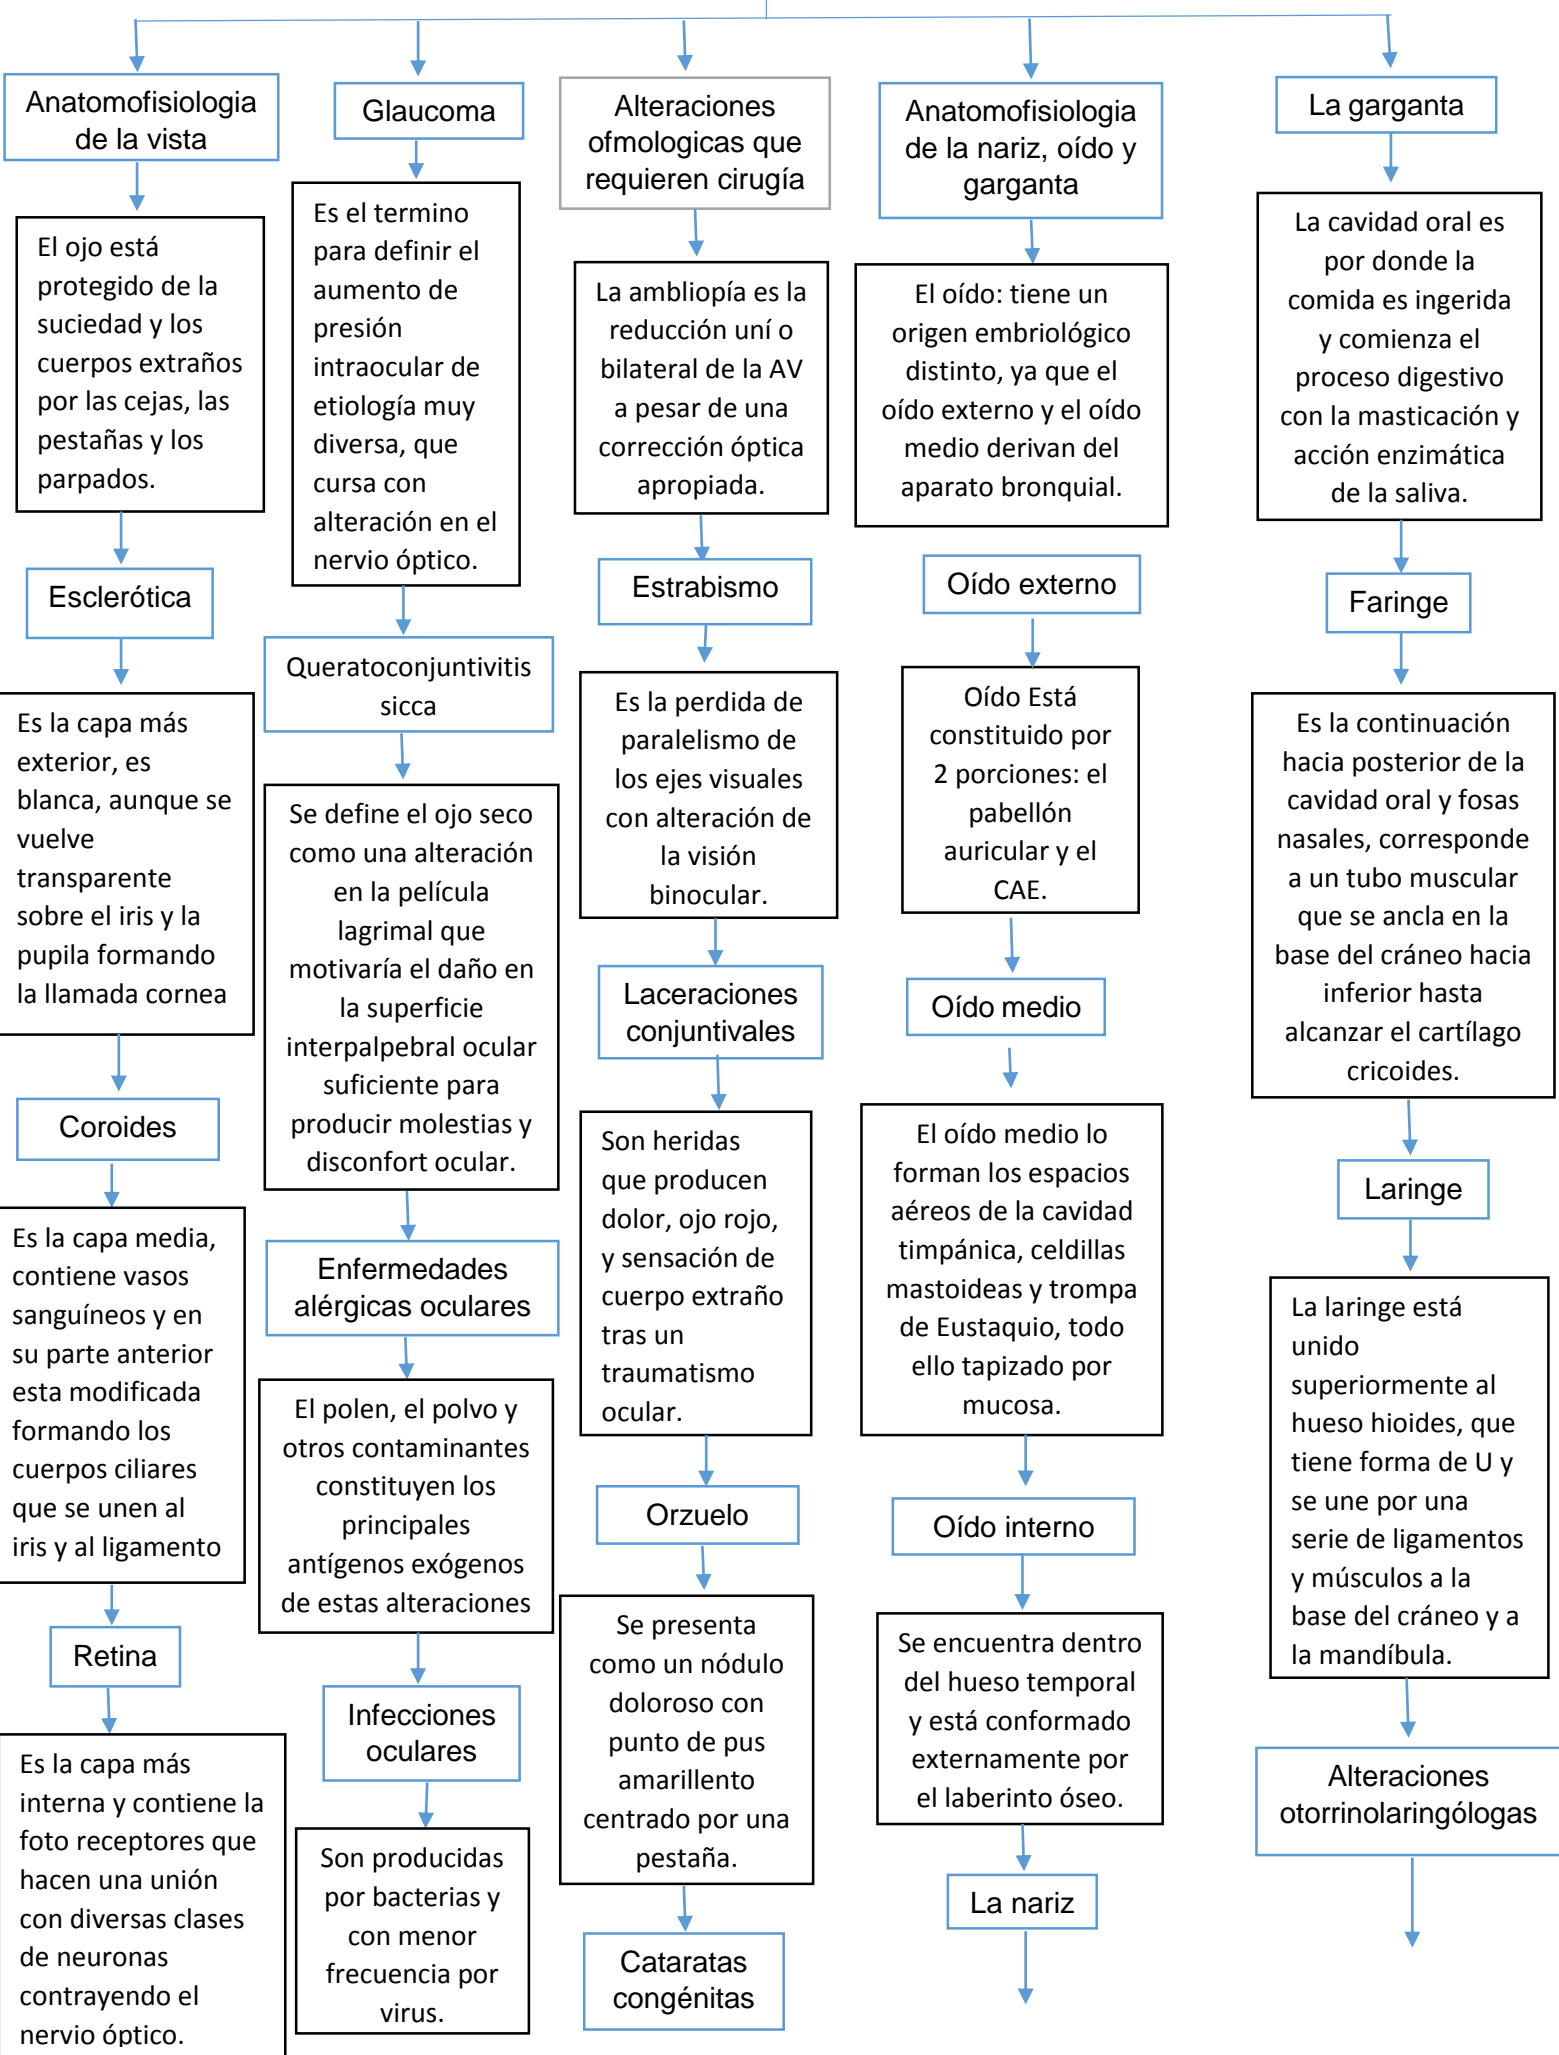 Anatomofisiologia
de la vista
El ojo está
protegido de la
suciedad y los
cuerpos extraños
por las cejas, las
pestañas y los
parpados.
Esclerótica
Es la capa más
exterior, es
blanca, aunque se
vuelve
transparente
sobre el iris y la
pupila formando
la llamada cornea
Coroides
Es la capa media,
contiene vasos
sanguíneos y en
su parte anterior
esta modificada
formando los
cuerpos ciliares
que se unen al
iris y al ligamento
Retina
Es la capa más
interna y contiene la
foto receptores que
hacen una unión
con diversas clases
de neuronas
contrayendo el
nervio óptico.
Glaucoma
Es el termino
para definir el
aumento de
presión
intraocular de
etiología muy
diversa, que
cursa con
alteración en el
nervio óptico.
Queratoconjuntivitis
sicca
Se define el ojo seco
como una alteración
en la película
lagrimal que
motivaría el daño en
la superficie
interpalpebral ocular
suficiente para
producir molestias y
disconfort ocular.
Enfermedades
alérgicas oculares
El polen, el polvo y
otros contaminantes
constituyen los
principales
antígenos exógenos
de estas alteraciones
Infecciones
oculares
Son producidas
por bacterias y
con menor
frecuencia por
virus.
Alteraciones
ofmologicas que
requieren cirugía
La ambliopía es la
reducción uní o
bilateral de la AV
a pesar de una
corrección óptica
apropiada.
Estrabismo
Es la perdida de
paralelismo de
los ejes visuales
con alteración de
la visión
binocular.
Laceraciones
conjuntivales
Son heridas
que producen
dolor, ojo rojo,
y sensación de
cuerpo extraño
tras un
traumatismo
ocular.
Orzuelo
Se presenta
como un nódulo
doloroso con
punto de pus
amarillento
centrado por una
pestaña.
Cataratas
congénitas
Anatomofisiologia
de la nariz, oído y
garganta
El oído: tiene un
origen embriológico
distinto, ya que el
oído externo y el oído
medio derivan del
aparato bronquial.
Oído externo
Oído Está
constituido por
2 porciones: el
pabellón
auricular y el
CAE.
Oído medio
El oído medio lo
forman los espacios
aéreos de la cavidad
timpánica, celdillas
mastoideas y trompa
de Eustaquio, todo
ello tapizado por
mucosa.
Oído interno
Se encuentra dentro
del hueso temporal
y está conformado
externamente por
el laberinto óseo.
La nariz
La garganta
La cavidad oral es
por donde la
comida es ingerida
y comienza el
proceso digestivo
con la masticación y
acción enzimática
de la saliva.
Faringe
Es la continuación
hacia posterior de la
cavidad oral y fosas
nasales, corresponde
a un tubo muscular
que se ancla en la
base del cráneo hacia
inferior hasta
alcanzar el cartílago
cricoides.
Laringe
La laringe está
unido
superiormente al
hueso hioides, que
tiene forma de U y
se une por una
serie de ligamentos
y músculos a la
base del cráneo y a
la mandíbula.
Alteraciones
otorrinolaringólogas